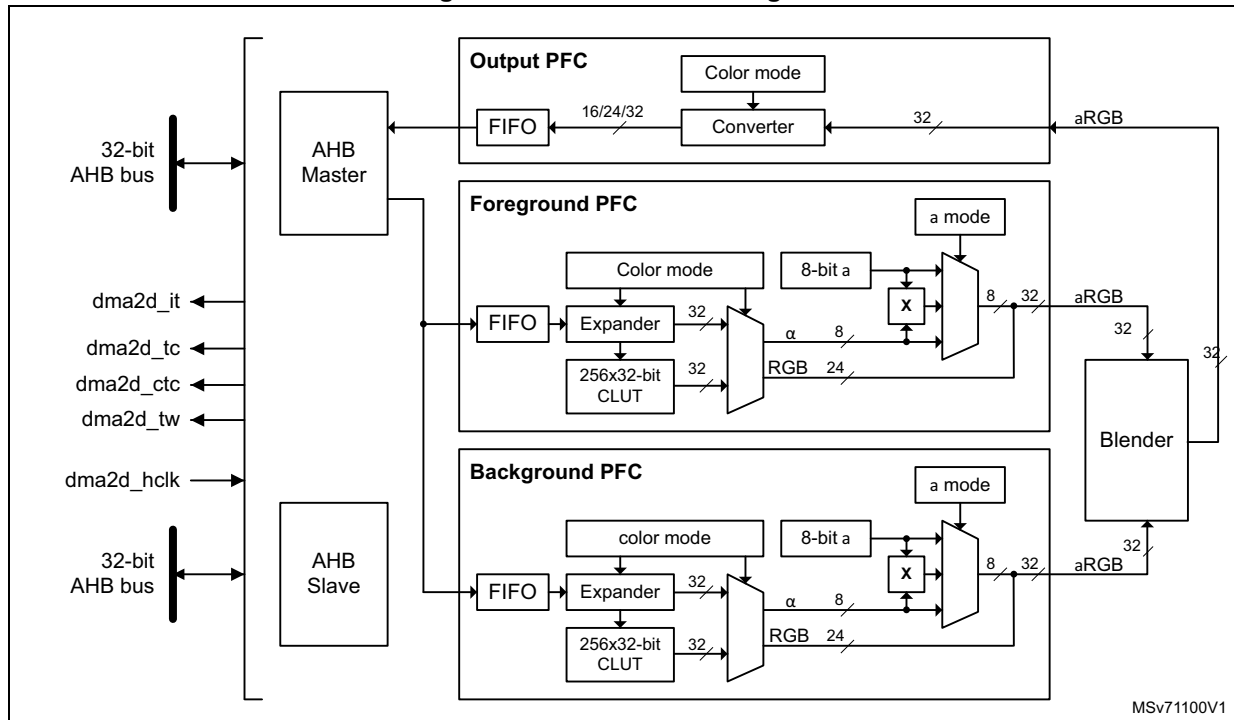 Output PFC
Color mode
16/24/32
FIFO
Converter
32
aRGB
32-bit
AHB bus
AHB
Master
Foreground PFC
a mode
8-bit a
Color mode
X
8
32
aRGB
FIFO
Expander
32
α
8
32
256x32-bit
CLUT
32
RGB
24
32
dma2d_it
dma2d_tc
dma2d_ctc
dma2d_tw
dma2d_hclk
Blender
Background PFC
a mode
8-bit a
color mode
X
8
32
aRGB
32
32-bit
AHB bus
AHB
Slave
FIFO
Expander
32
α
8
256x32-bit
CLUT
32
RGB
24
MSv71100V1